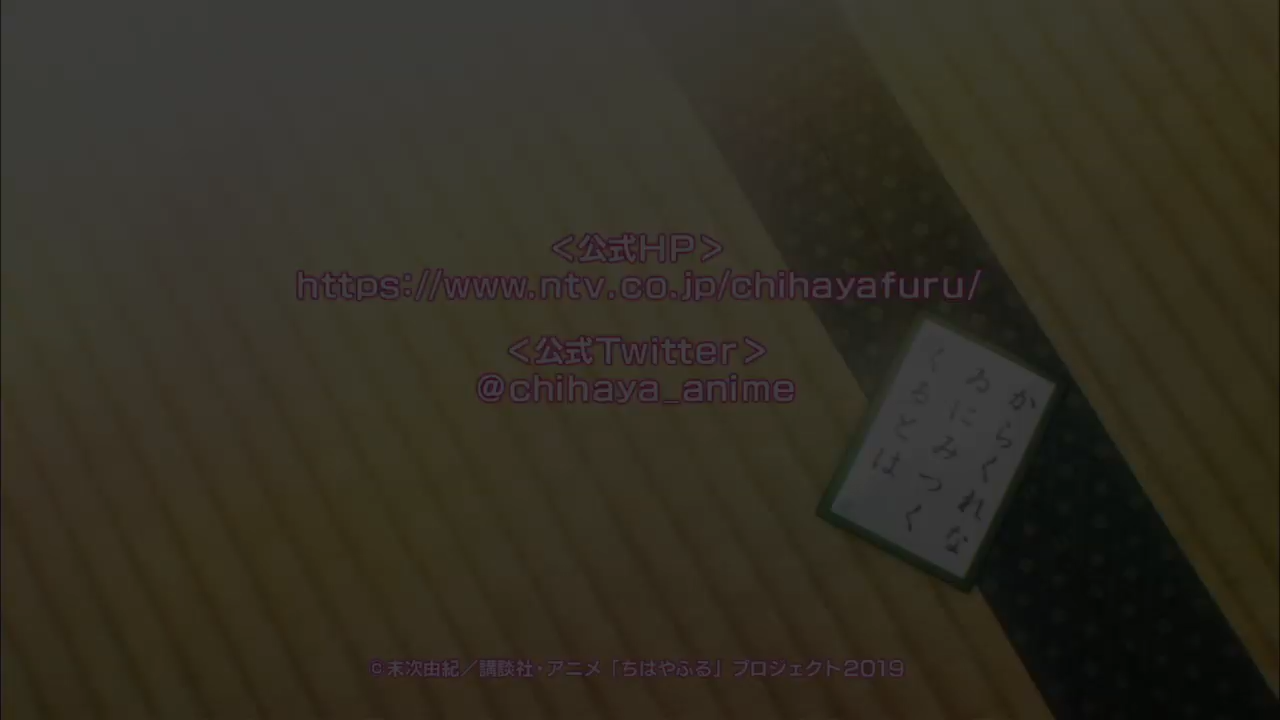 <公式HP>
https://www.ntv.co.jp/chihayafuru/
<公式Twitter>
@chihaya_anime
からくれな
ゐにみつく
くるとは
©末次由紀／講談社・アニメ「ちはやふる」プロジェクト2019